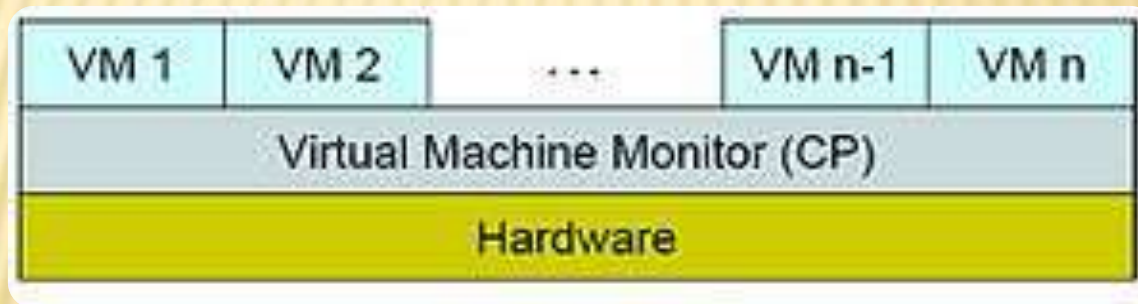 VM 1 VM 2 ... VM n-1 VM n
Virtual Machine Monitor (CP)
Hardware